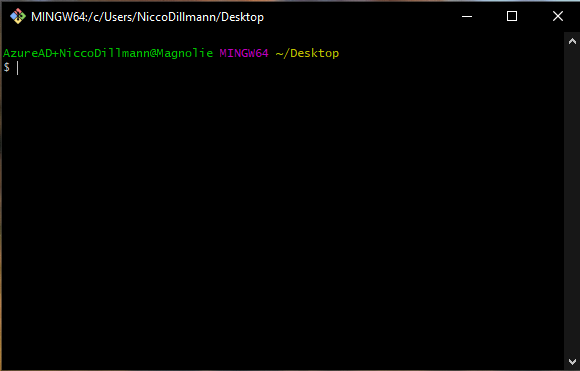 MINGW64:/c/Users/NiccoDillmann/Desktop
AzureAD+NiccoDillmann@Magnolie MINGW64 ~/Desktop
$